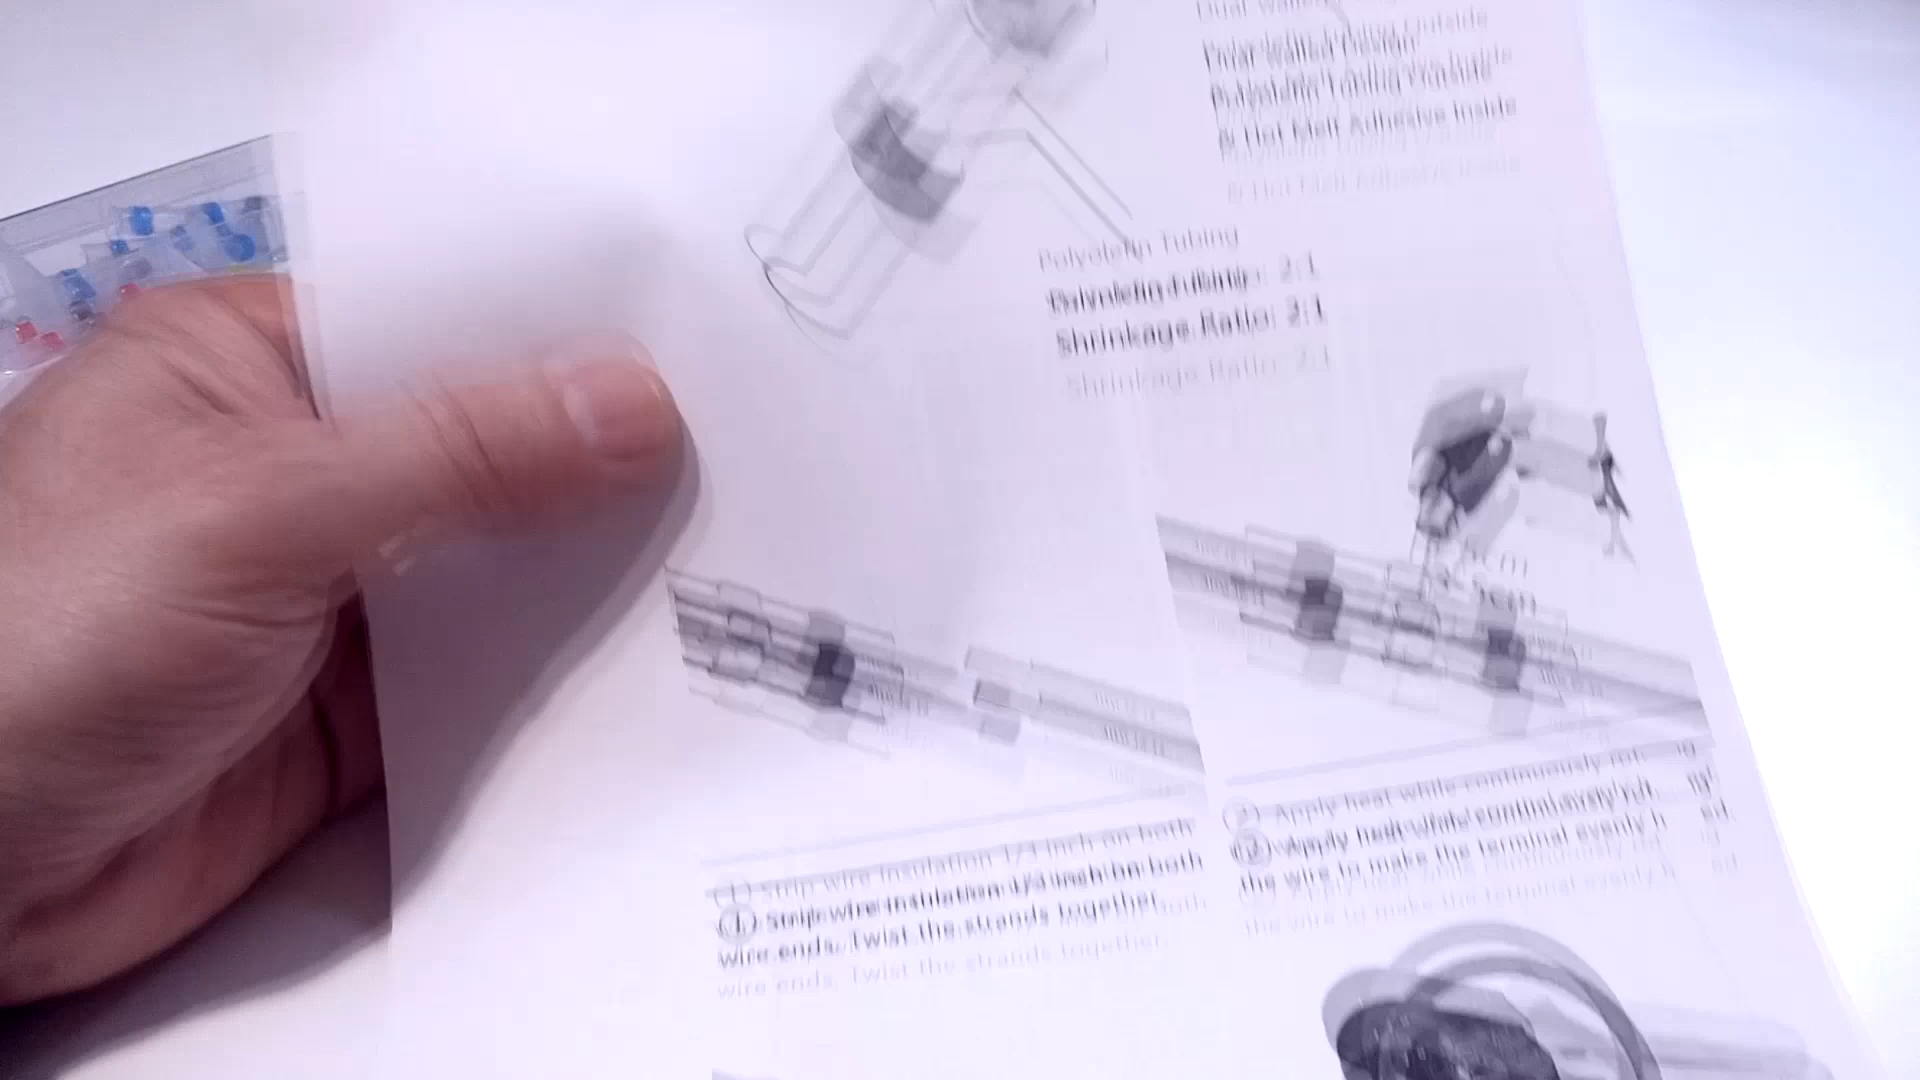 Dual Walled Design
Polyolefin Tubing Outside
& Hot Melt Adhesive Inside
Polyolefin Tubing
Shrinkage Ratio: 2:1
① Strip wire insulation 1/3 inch on both
wire ends. Twist the strands together.
② Apply heat while continuously
the wire to make the terminal evenly